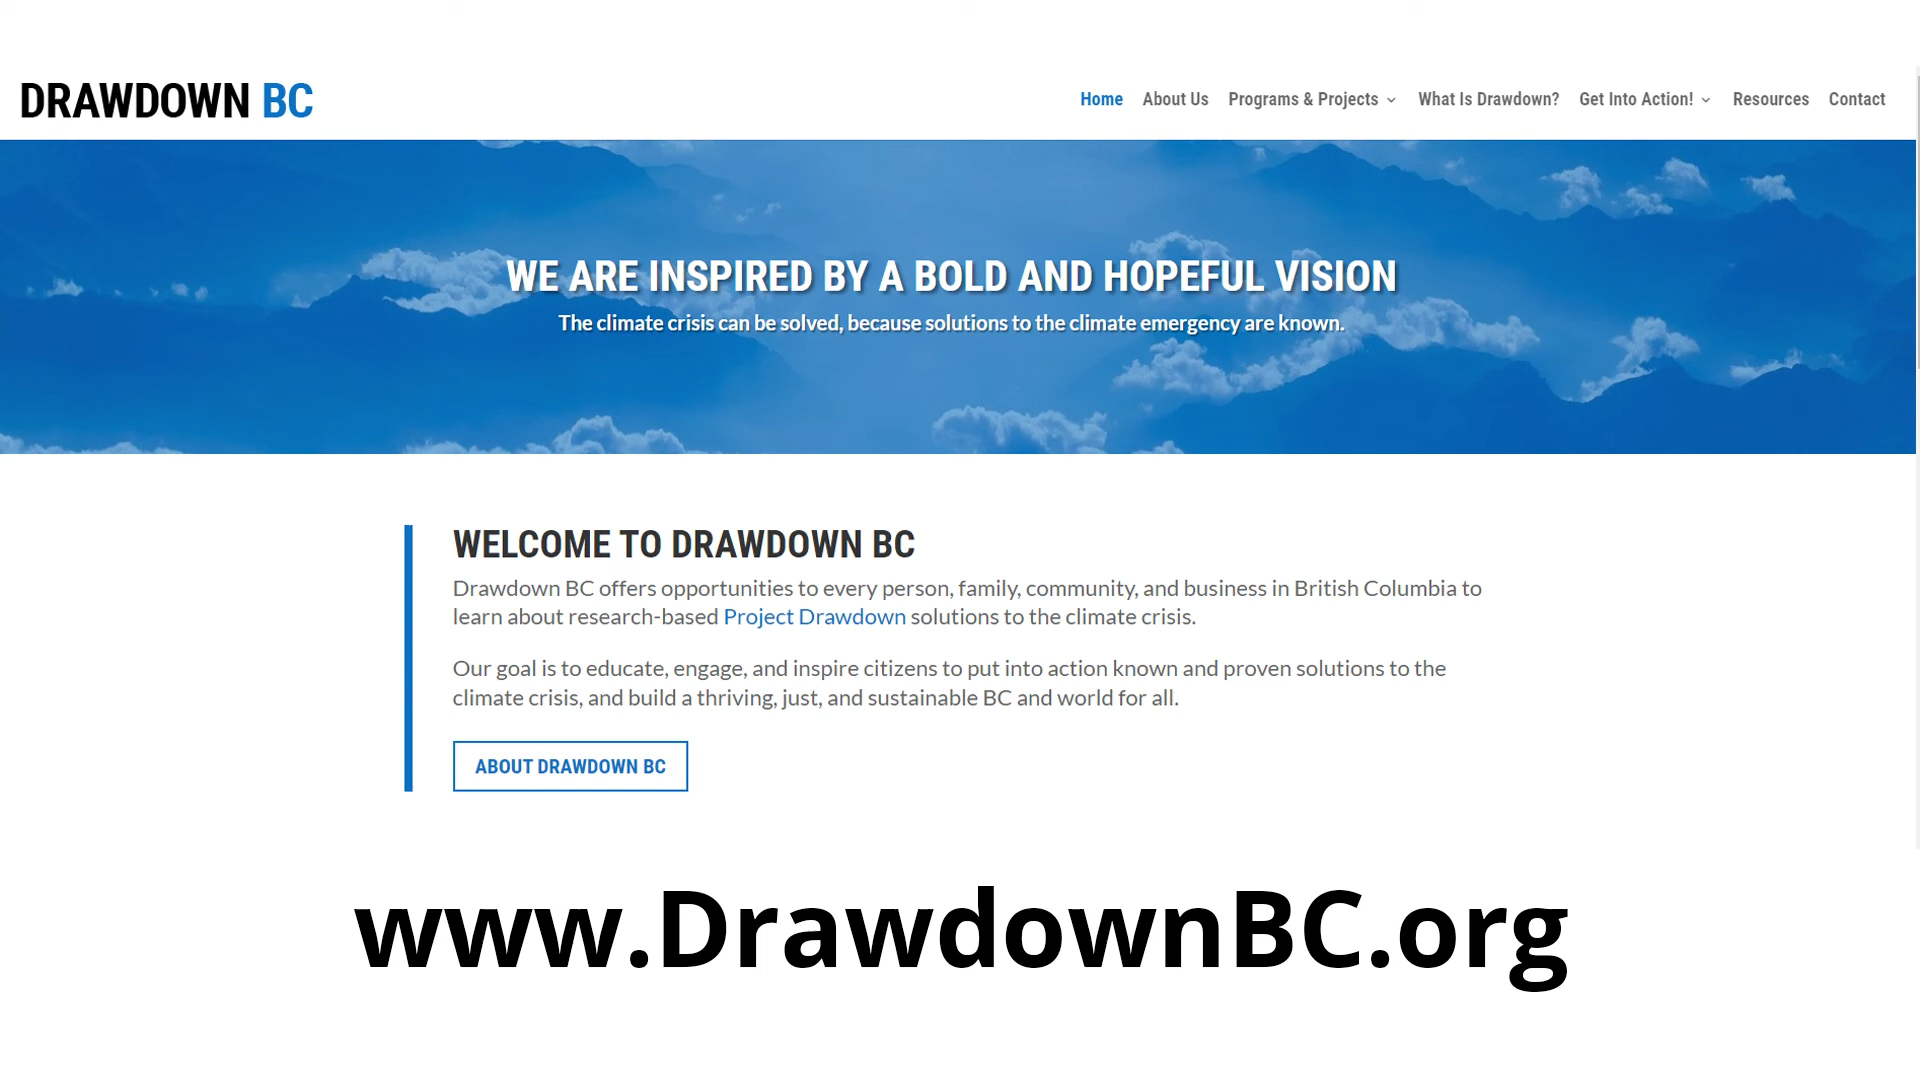 DRAWDOWN BC
Home About Us Programs & Projects What Is Drawdown? Get Into Action! Resources Contact
WE ARE INSPIRED BY A BOLD AND HOPEFUL VISION
The climate crisis can be solved, because solutions to the climate emergency are known.
WELCOME TO DRAWDOWN BC
Drawdown BC offers opportunities to every person, family, community, and business in British Columbia to
learn about research-based Project Drawdown solutions to the climate crisis.
Our goal is to educate, engage, and inspire citizens to put into action known and proven solutions to the
climate crisis, and build a thriving, just, and sustainable BC and world for all.
ABOUT DRAWDOWN BC
www.DrawdownBC.org